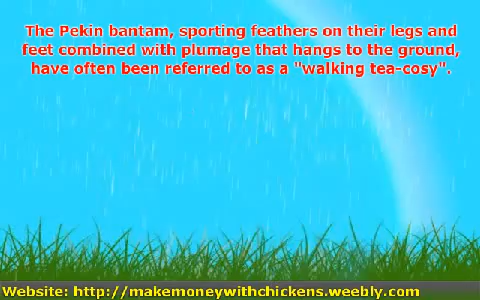 The Pekin bantam, sporting feathers on their legs and
feet combined with plumage that hangs to the ground,
have often been referred to as a "walking tea-cosy".
Website: http://makemoneywithchickens.weebly.com